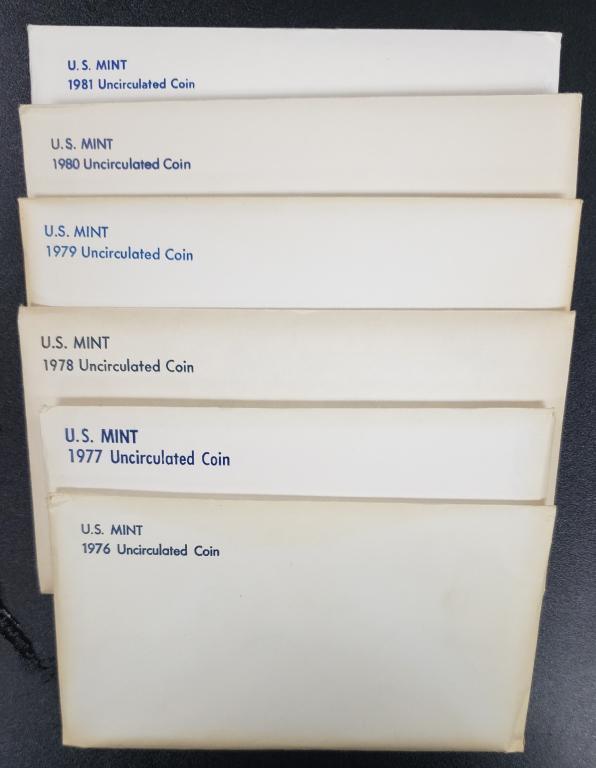 U.S. MINT
1981 Uncirculated Coin
U.S. MINT
1980 Uncirculated Coin
U.S. MINT
1979 Uncirculated Coin
U.S. MINT
1978 Uncirculated Coin
U.S. MINT
1977 Uncirculated Coin
U.S. MINT
1976 Uncirculated Coin